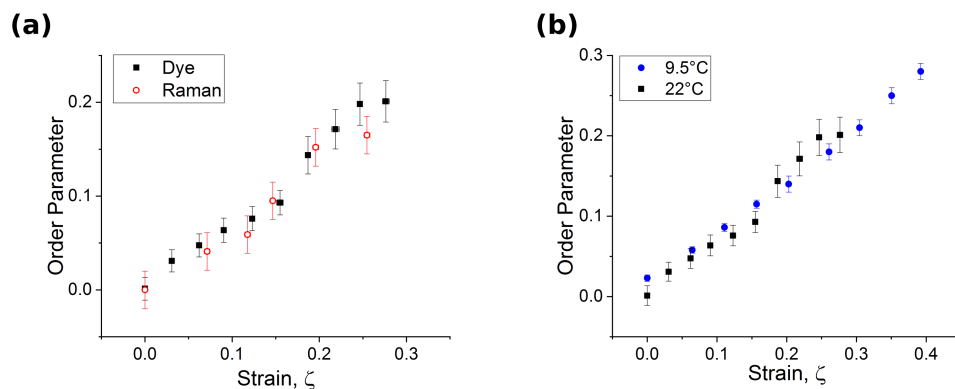 (a)
Dye
Raman
Order Parameter
0.2
0.1
0.0
0.0 0.1 0.2 0.3
Strain, ζ
(b)
9.5°C
22°C
Order Parameter
0.3
0.2
0.1
0.0
0.0 0.1 0.2 0.3 0.4
Strain, ζ